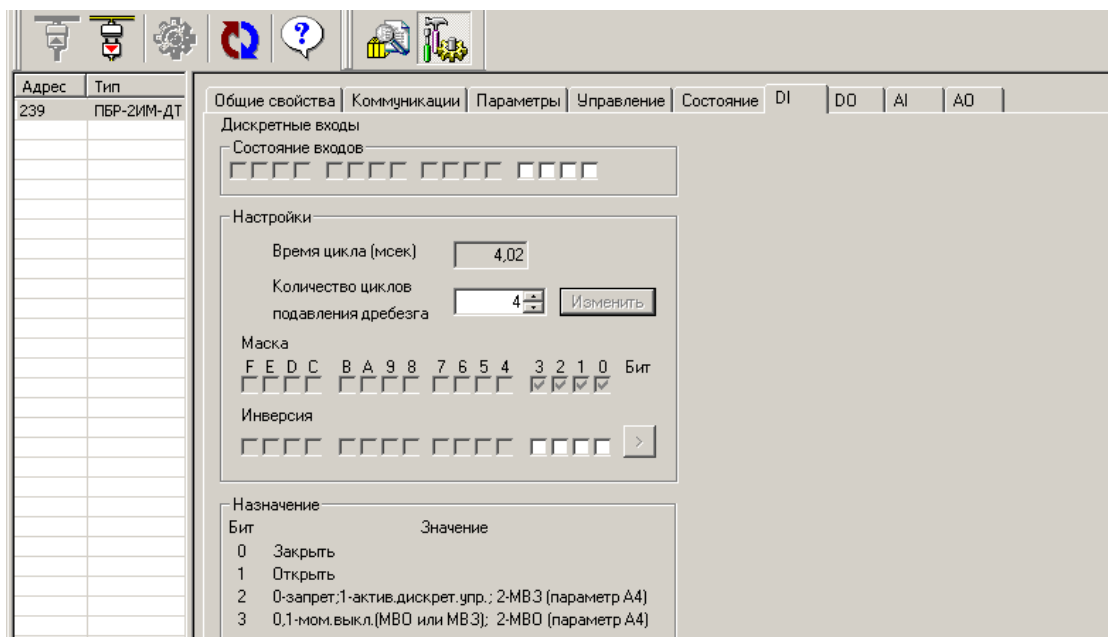 Адрес Тип
239 ПБР-2ИМ-ДТ
Общие свойства Коммуникации Параметры Управление Состояние DI DO AI AO
Дискретные входы
Состояние входов
Настройки
Время цикла (мсек) 4,02
Количество циклов
подавления дребезга 4 Изменить
Маска
F E D C B A 9 8 7 6 5 4 3 2 1 0 Бит
Инверсия
>
Назначение
Бит Значение
0 Закрыть
1 Открыть
2 0-запрет;1-актив.дискрет.упр.; 2-МВЗ (параметр А4)
3 0,1-мом.выкл.(МВО или МВЗ); 2-МВО (параметр А4)